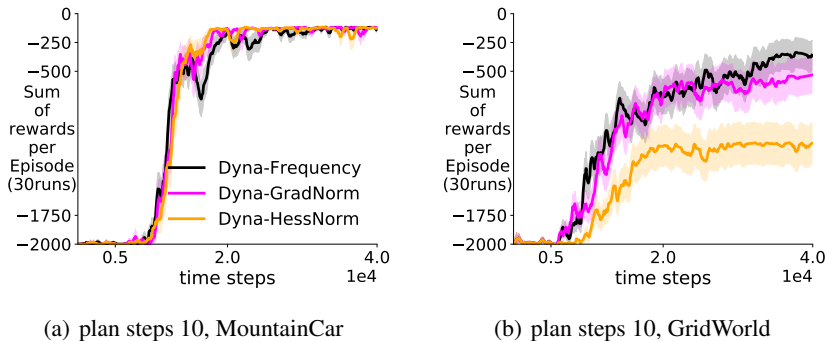 0
−250
−500
Sum
of
rewards
per
Episode
(30runs)
−1750
−2000
Dyna-Frequency
Dyna-GradNorm
Dyna-HessNorm
0.5
2.0
4.0
time steps
1e4
(a) plan steps 10, MountainCar
0
−250
−500
Sum
of
rewards
per
Episode
(30runs)
−1750
−2000
0.5
2.0
4.0
time steps
1e4
(b) plan steps 10, GridWorld